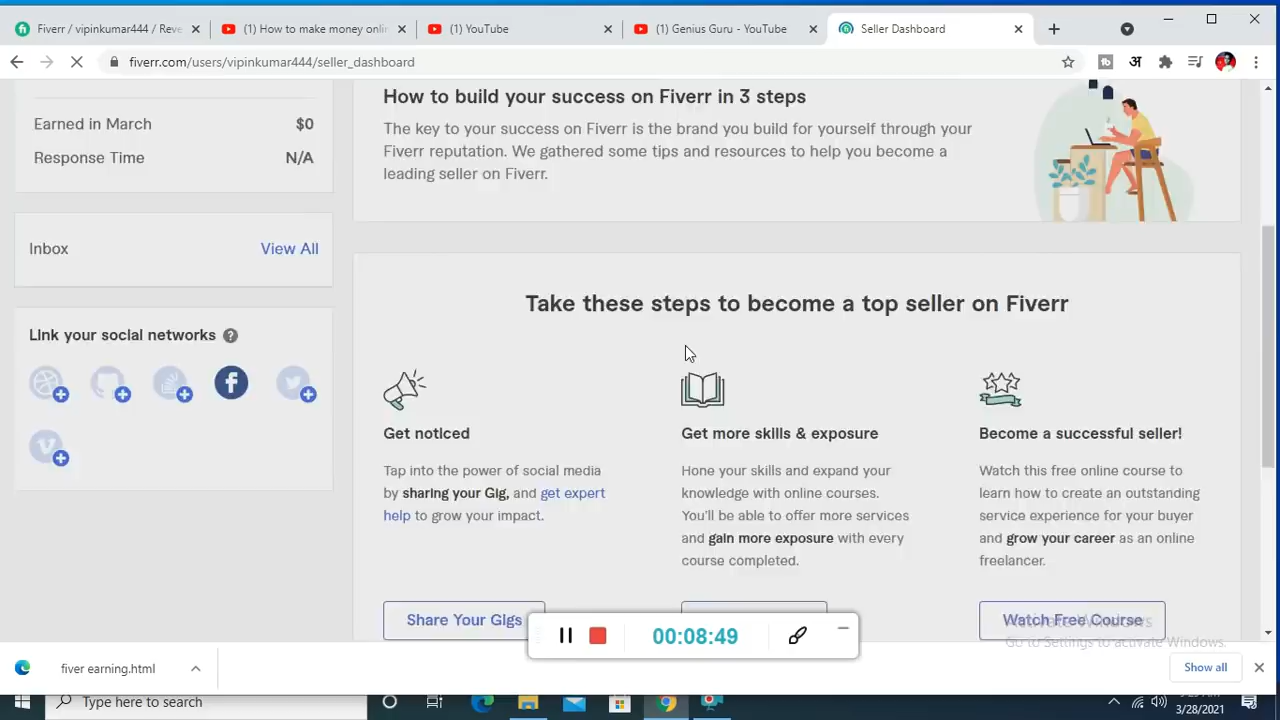 Fiverr / vipinkumar444 / Reve
(1) How to make money onlin
(1) YouTube
(1) Genius Guru - YouTube
Seller Dashboard
fiverr.com/users/vipinkumar444/seller_dashboard
अ
Earned in March $0
Response Time N/A
Inbox View All
Link your social networks ?
How to build your success on Fiverr in 3 steps
The key to your success on Fiverr is the brand you build for yourself through your
Fiverr reputation. We gathered some tips and resources to help you become a
leading seller on Fiverr.
Take these steps to become a top seller on Fiverr
Get noticed
Tap into the power of social media
by sharing your Gig, and get expert
help to grow your impact.
Share Your Gigs
Get more skills & exposure
Hone your skills and expand your
knowledge with online courses.
You'll be able to offer more services
and gain more exposure with every
course completed.
Become a successful seller!
Watch this free online course to
learn how to create an outstanding
service experience for your buyer
and grow your career as an online
freelancer.
Watch Free Course
00:08:49
Activate Windows
Go to Settings to activate Windows.
fiver earning.html
Show all
Type here to search
3/28/2021